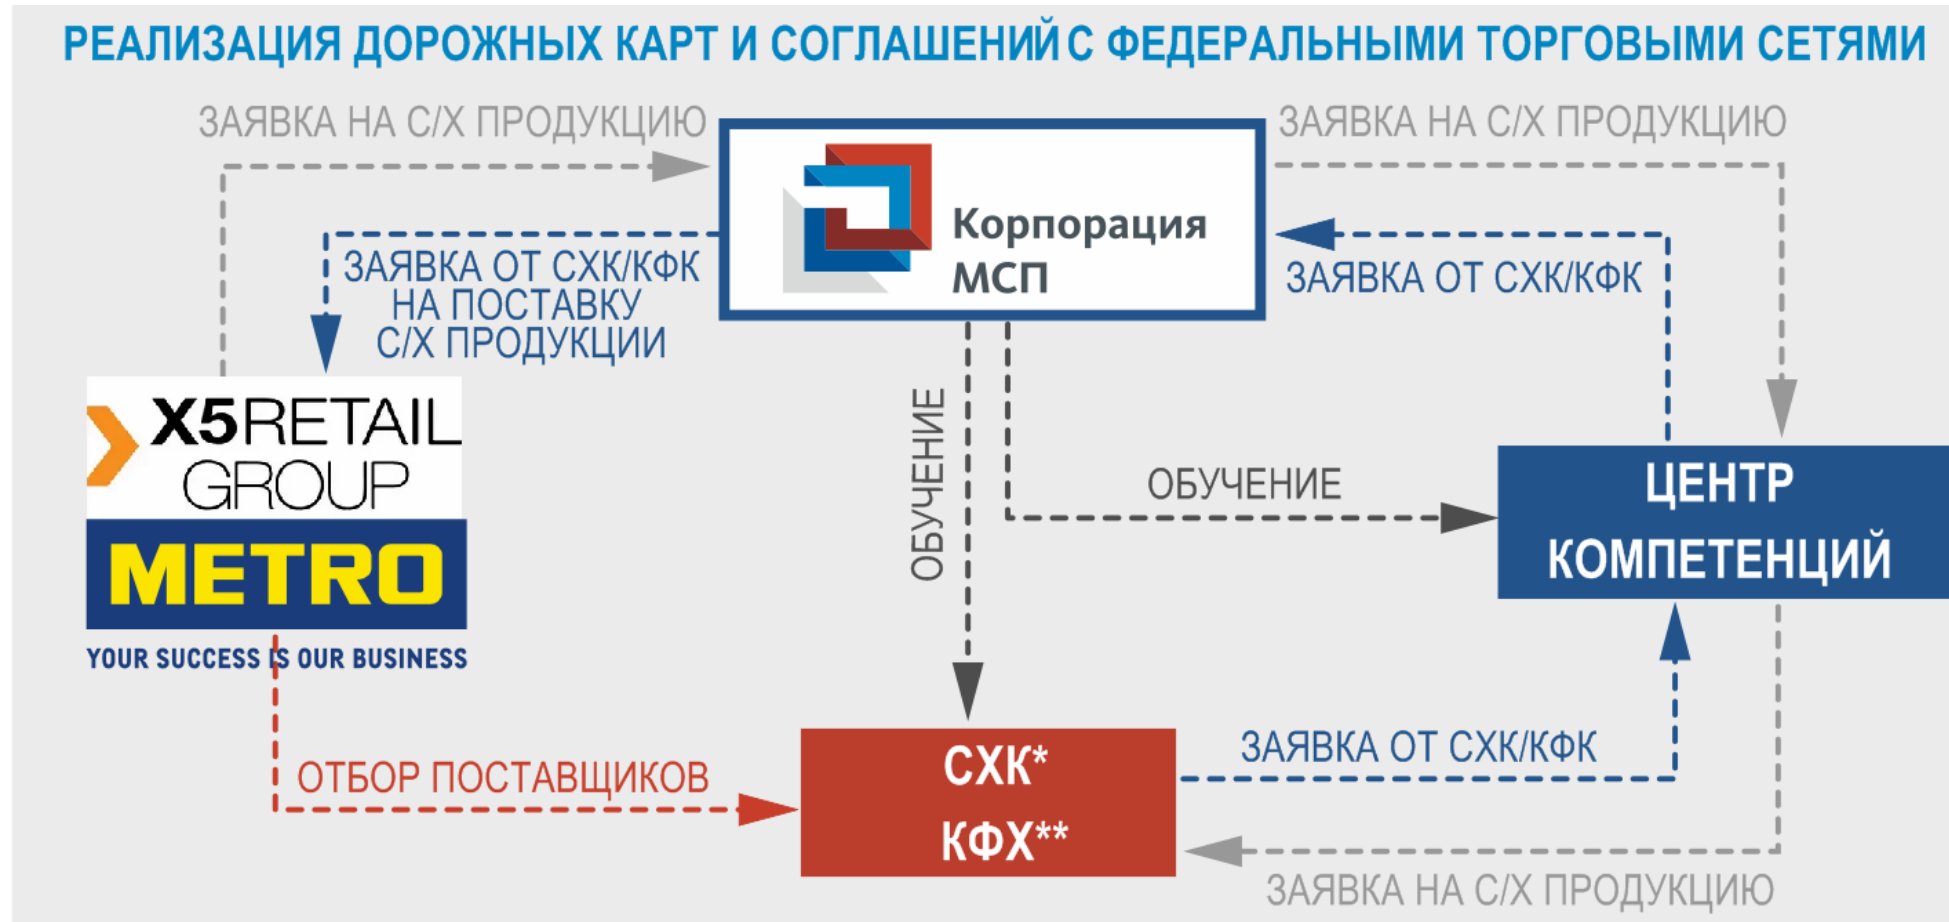 РЕАЛИЗАЦИЯ ДОРОЖНЫХ КАРТ И СОГЛАШЕНИЙ С ФЕДЕРАЛЬНЫМИ ТОРГОВЫМИ СЕТЯМИ
ЗАЯВКА НА С/Х ПРОДУКЦИЮ
ЗАЯВКА НА С/Х ПРОДУКЦИЮ
Корпорация
МСП
ЗАЯВКА ОТ СХК/КФК
НА ПОСТАВКУ
С/Х ПРОДУКЦИИ
ЗАЯВКА ОТ СХК/КФК
X5RETAIL
GROUP
METRO
YOUR SUCCESS IS OUR BUSINESS
ОБУЧЕНИЕ
ОБУЧЕНИЕ
ЦЕНТР
КОМПЕТЕНЦИЙ
ОТБОР ПОСТАВЩИКОВ
СХК*
КФХ**
ЗАЯВКА ОТ СХК/КФК
ЗАЯВКА НА С/Х ПРОДУКЦИЮ